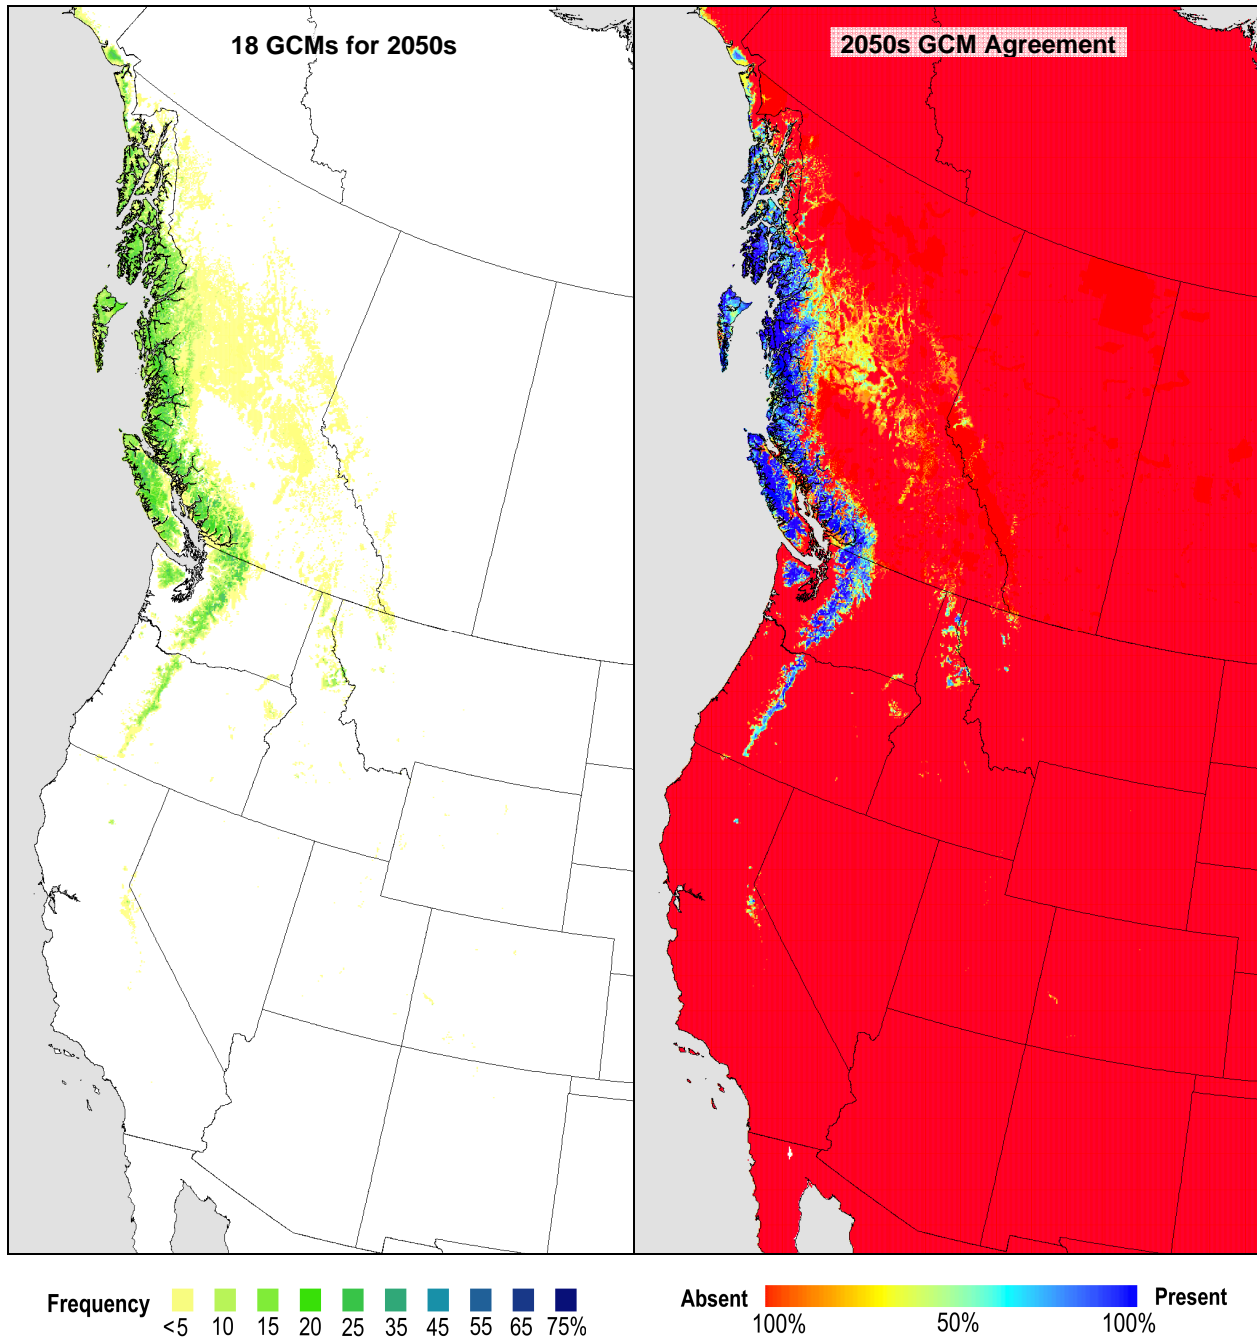 18 GCMs for 2050s
2050s GCM Agreement
Frequency
<5 10 15 20 25 35 45 55 65 75%
Absent Present
100% 50% 100%